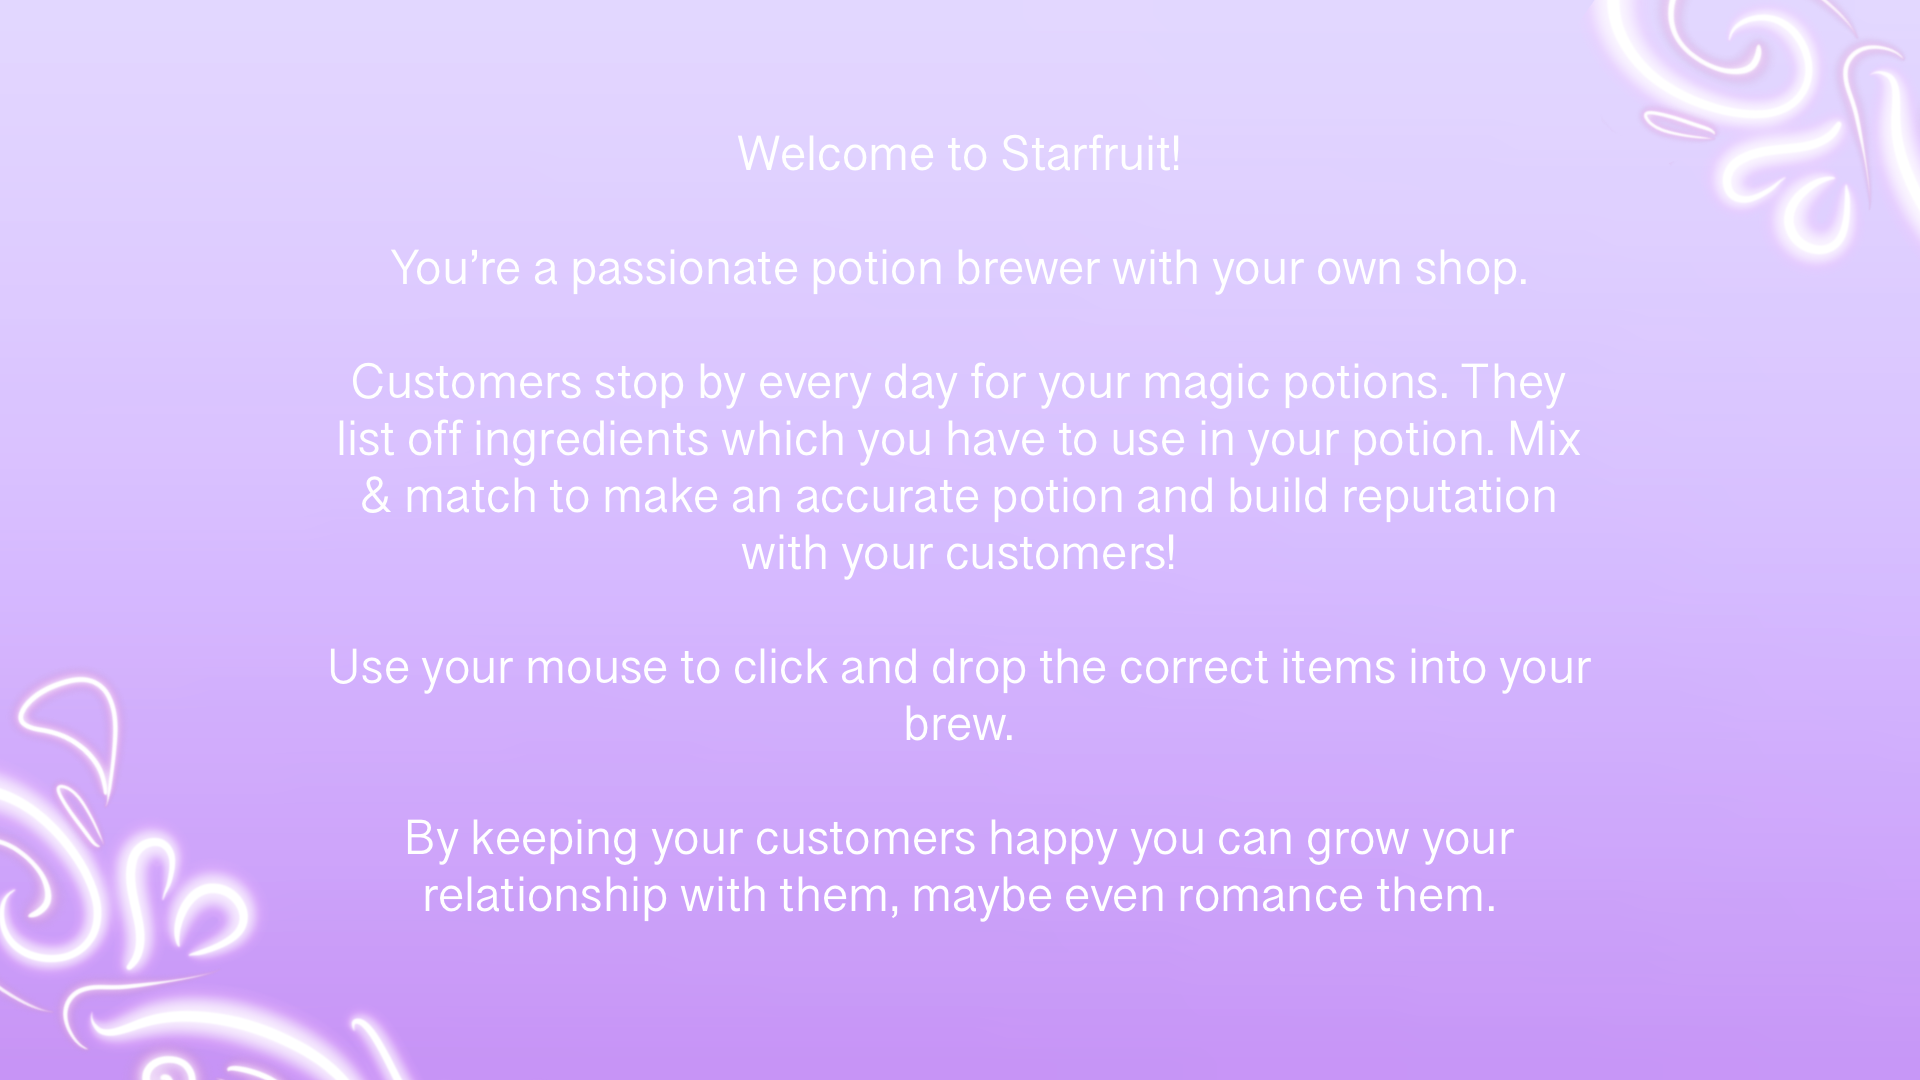 Welcome to Starfruit!
You’re a passionate potion brewer with your own shop.
Customers stop by every day for your magic potions. They
list off ingredients which you have to use in your potion. Mix
& match to make an accurate potion and build reputation
with your customers!
Use your mouse to click and drop the correct items into your
brew.
By keeping your customers happy you can grow your
relationship with them, maybe even romance them.